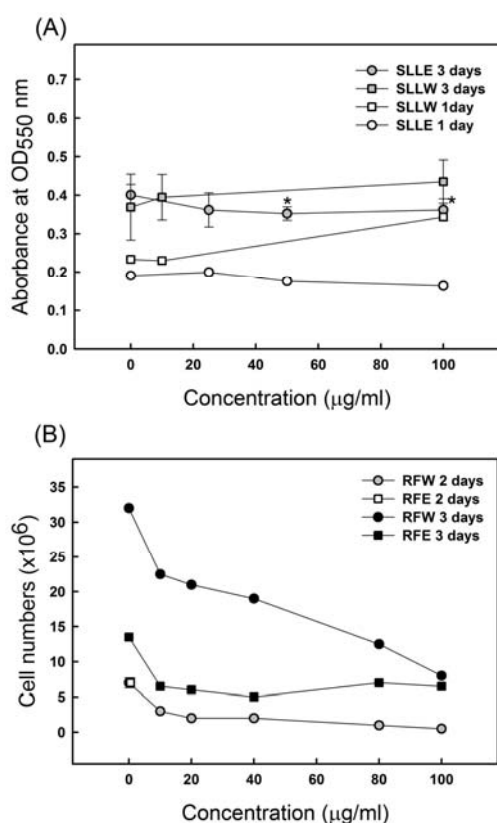 (A)
SLLE 3 days
SLLW 3 days
SLLW 1day
SLLE 1 day
0.7
0.6
0.5
0.4
0.3
0.2
0.1
0.0
* *
Aborbance at OD550 nm
0 20 40 60 80 100
Concentration (μg/ml)
(B)
RFW 2 days
RFE 2 days
RFW 3 days
RFE 3 days
35
30
25
20
15
10
5
0
Cell numbers (x10⁶)
0 20 40 60 80 100
Concentration (μg/ml)